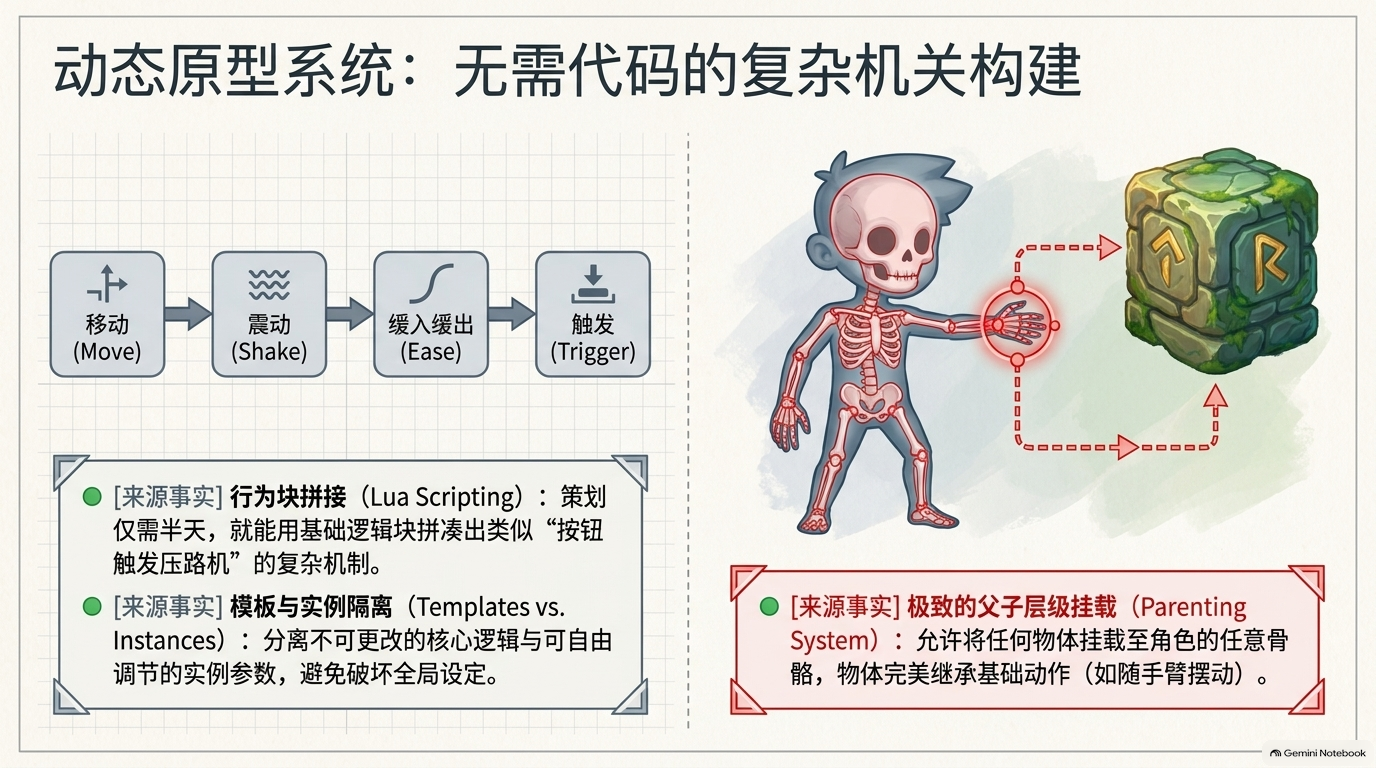 动态原型系统：无需代码的复杂机关构建
移动
(Move)
震动
(Shake)
缓入缓出
(Ease)
触发
(Trigger)
[来源事实] 行为块拼接（Lua Scripting）：策划
仅需半天，就能用基础逻辑块拼凑出类似“按钮
触发压路机”的复杂机制。
[来源事实] 模板与实例隔离（Templates vs.
Instances）：分离不可更改的核心逻辑与可自由
调节的实例参数，避免破坏全局设定。
ᛏ
ᚱ
[来源事实] 极致的父子层级挂载（Parenting
System）：允许将任何物体挂载至角色的任意骨
骼，物体完美继承基础动作（如随手臂摆动）。
Gemini Notebook